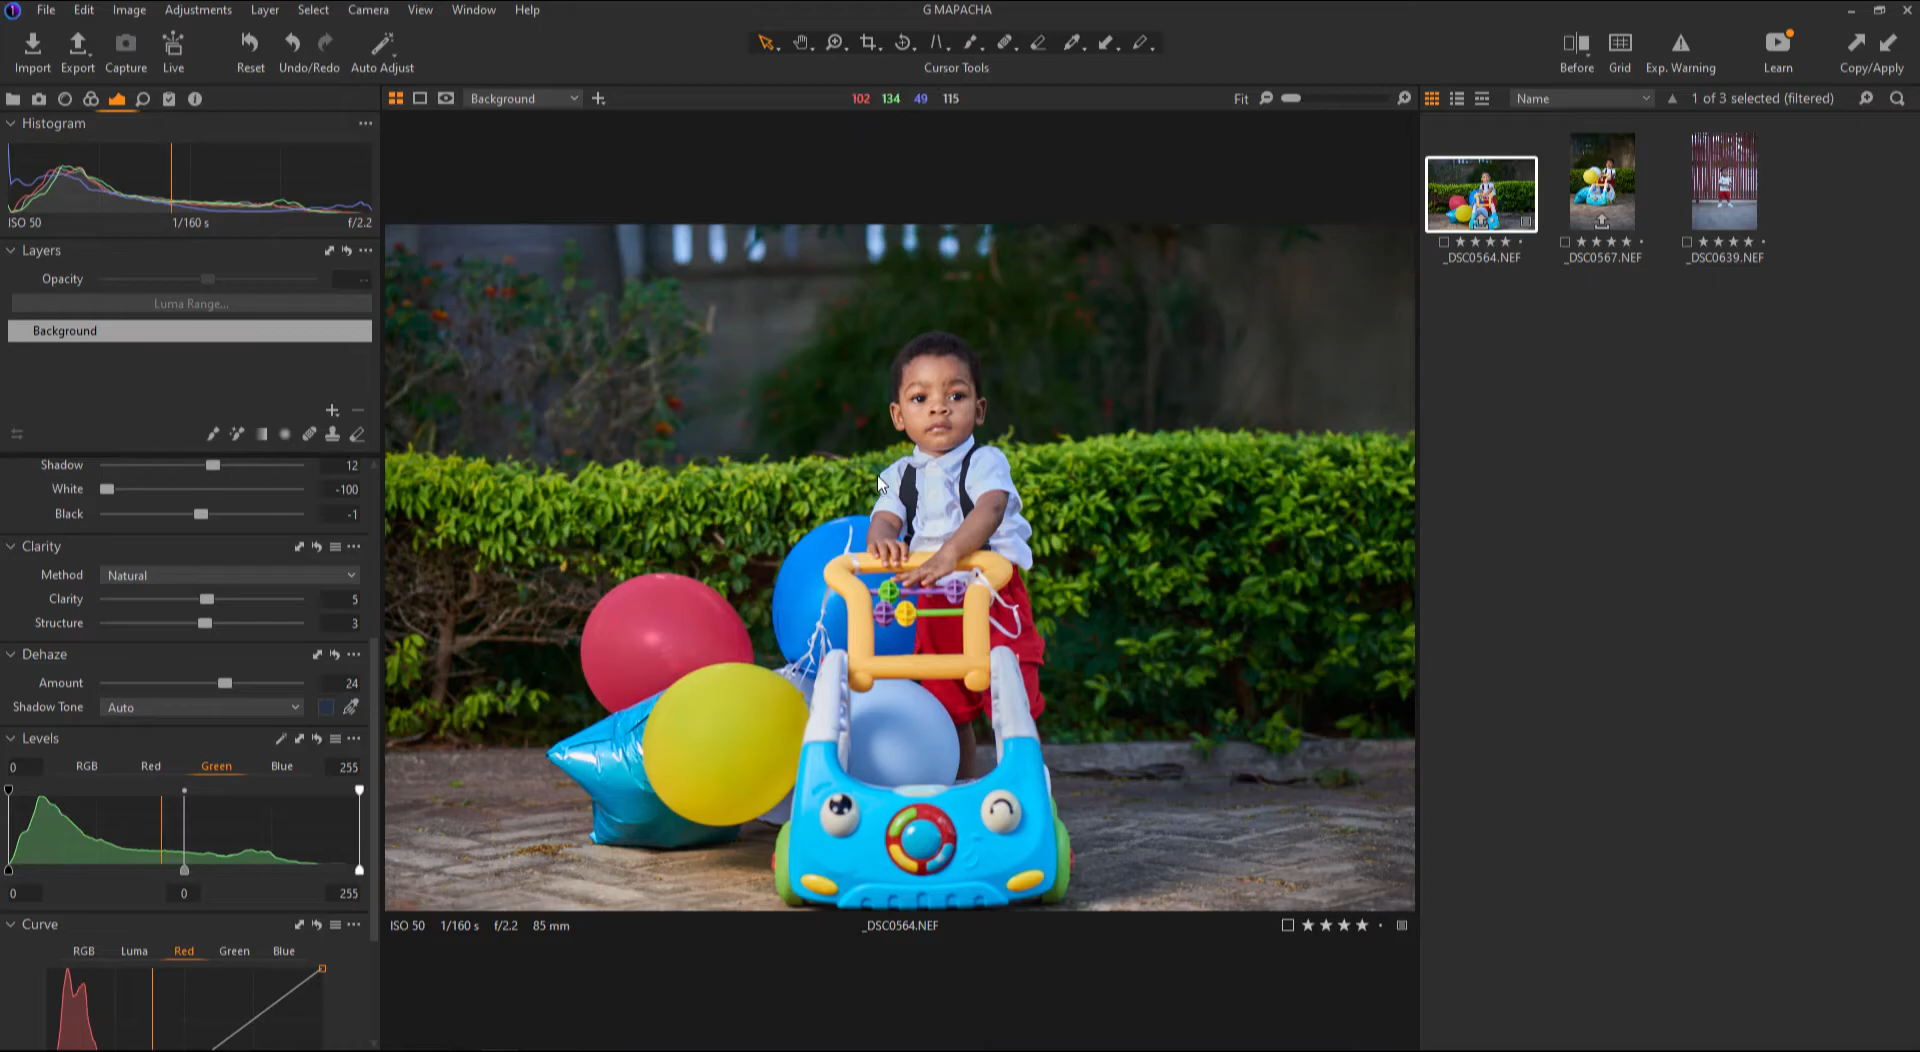 File Edit Image Adjustments Layer Select Camera View Window Help
G MAPACHA
Import Export Capture Live Reset Undo/Redo Auto Adjust
Cursor Tools
Before Grid Exp. Warning Learn Copy/Apply
Background
102 134 49 115
Fit
Name
1 of 3 selected (filtered)
Histogram
ISO 50 1/160 s f/2.2
Layers
Opacity --
Luma Range...
Background
Shadow 12
White -100
Black -1
Clarity
Method Natural
Clarity 5
Structure 3
Dehaze
Amount 24
Shadow Tone Auto
Levels
0 RGB Red Green Blue 255
0 0 255
Curve
RGB Luma Red Green Blue
ISO 50 1/160 s f/2.2 85 mm
_DSC0564.NEF
_DSC0564.NEF
_DSC0567.NEF
_DSC0639.NEF